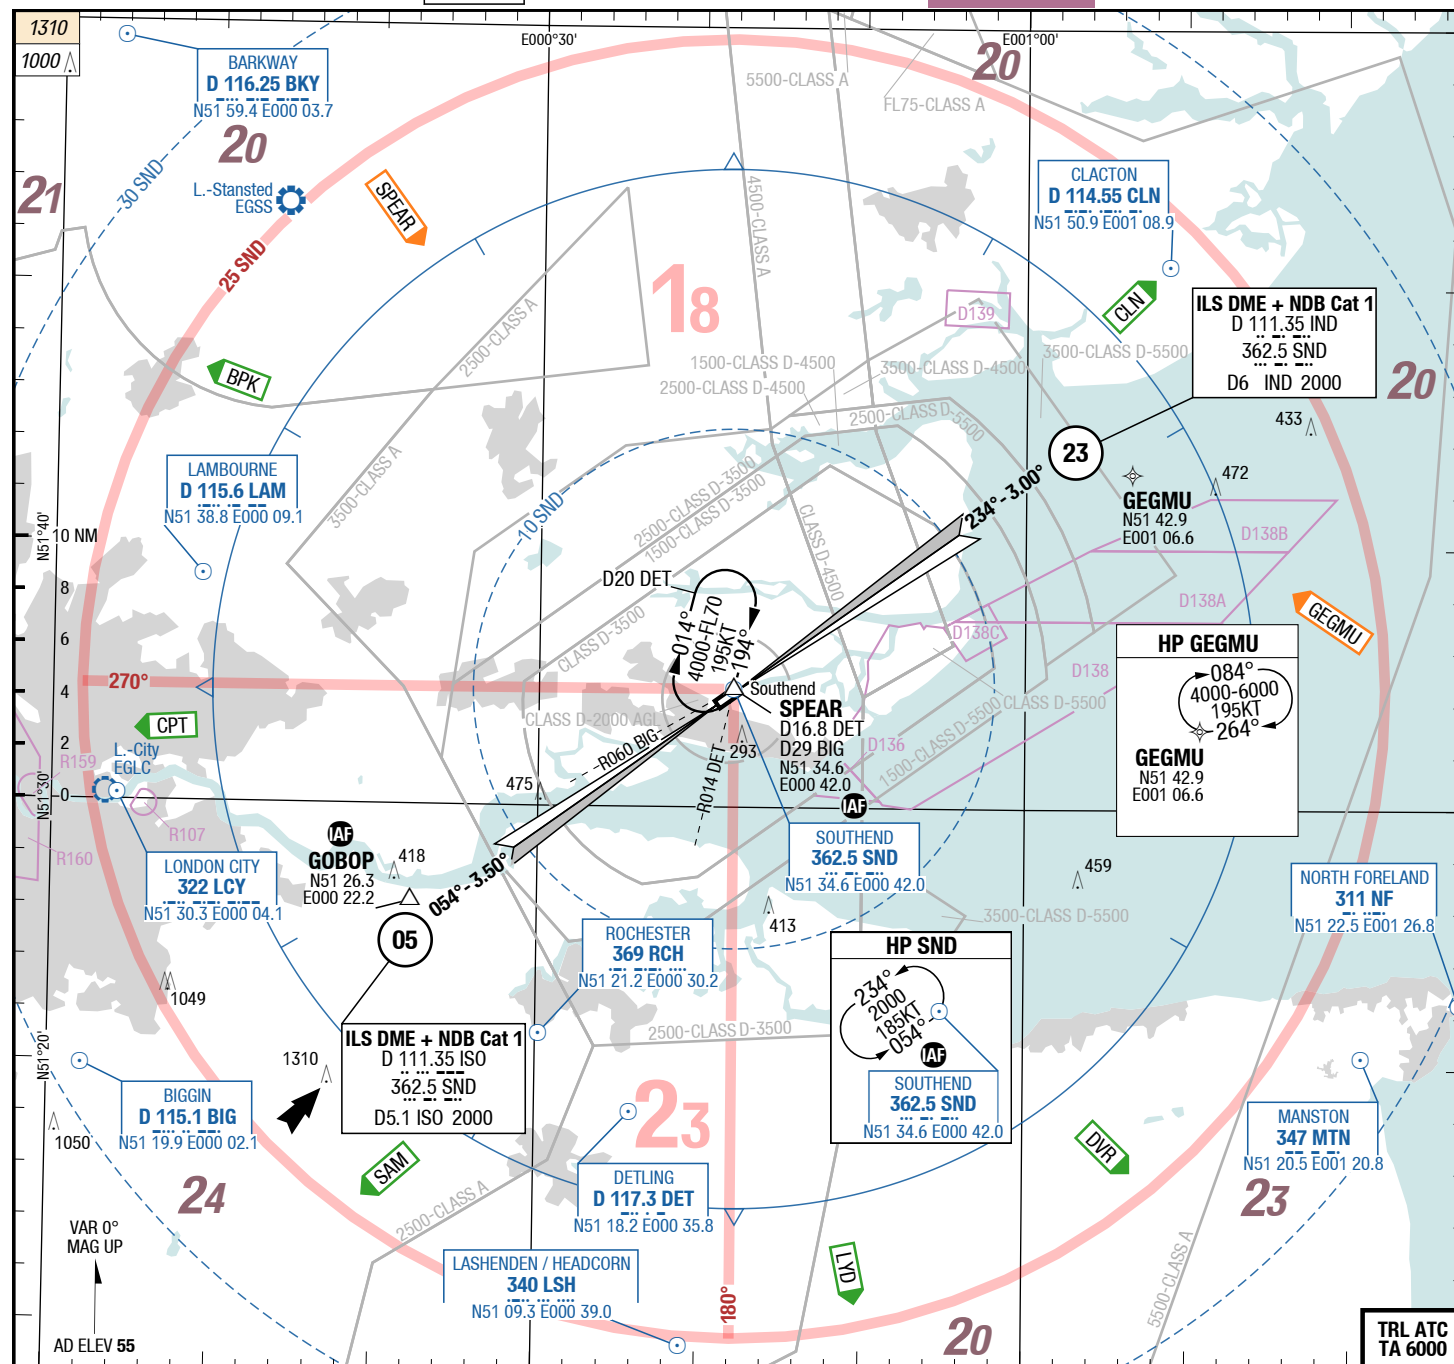 1310
1000
E000°30'
E001°00'
BARKWAY
D 116.25 BKY
N51 59.4 E000 03.7
5500-CLASS A
FL75-CLASS A
20
20
21
30 SND
L.-Stansted
EGSS
SPEAR
4500-CLASS A
CLACTON
D 114.55 CLN
N51 50.9 E001 08.9
25 SND
18
CLN
D139
ILS DME + NDB Cat 1
D 111.35 IND
362.5 SND
D6 IND 2000
2500-CLASS A
BPK
1500-CLASS D-4500
2500-CLASS D-4500
3500-CLASS D-4500
3500-CLASS D-5500
20
2500-CLASS D-5500
433
3500-CLASS A
23
LAMBOURNE
D 115.6 LAM
N51 38.8 E000 09.1
2500-CLASS D-3500
1500-CLASS D-3500
10 SND
234°- 3.00°
472
GEGMU
N51 42.9
E001 06.6
N51°40'
10 NM
8
6
4
2
0
CLASS D-4500
D138B
D20 DET
014°
4000-FL70
195KT
194°
D138A
GEGMU
CLASS D-3500
D138C
HP GEGMU
084°
4000-6000
195KT
264°
GEGMU
N51 42.9
E001 06.6
D138
270°
Southend
SPEAR
D16.8 DET
D29 BIG
N51 34.6
E000 42.0
IAF
CLASS D-5500
CLASS D-5500
1500-CLASS D-5500
CPT
CLASS D-2000 AGL
R060 BIG
R014 DET
293
D136
L.-City
EGLC
R159
N51°30'
475
R107
R160
IAF
GOBOP
N51 26.3
E000 22.2
418
LONDON CITY
322 LCY
N51 30.3 E000 04.1
054°- 3.50°
SOUTHEND
362.5 SND
N51 34.6 E000 42.0
459
NORTH FORELAND
311 NF
N51 22.5 E001 26.8
05
413
3500-CLASS D-5500
ROCHESTER
369 RCH
N51 21.2 E000 30.2
HP SND
234°
2000
185KT
054°
IAF
SOUTHEND
362.5 SND
N51 34.6 E000 42.0
1049
ILS DME + NDB Cat 1
D 111.35 ISO
362.5 SND
D5.1 ISO 2000
2500-CLASS D-3500
N51°20'
1310
BIGGIN
D 115.1 BIG
N51 19.9 E000 02.1
1050
23
MANSTON
347 MTN
N51 20.5 E001 20.8
SAM
DVR
DETLING
D 117.3 DET
N51 18.2 E000 35.8
24
23
2500-CLASS A
VAR 0°
MAG UP
LASHENDEN / HEADCORN
340 LSH
N51 09.3 E000 39.0
LYD
180°
5500-CLASS A
20
AD ELEV 55
TRL ATC
TA 6000